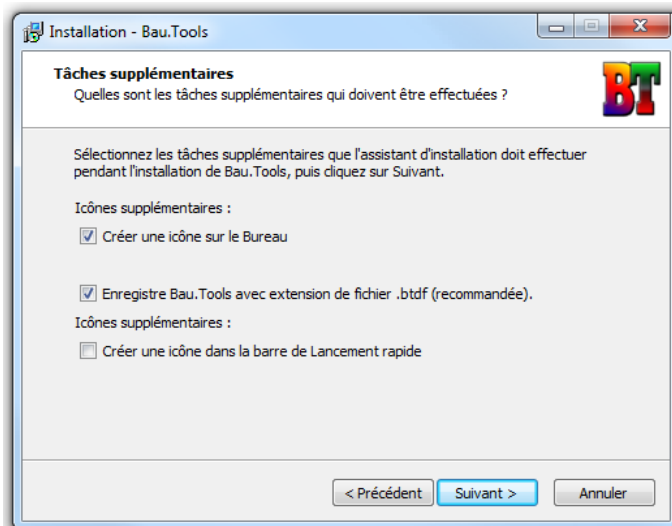 Installation - Bau.Tools
Tâches supplémentaires
Quelles sont les tâches supplémentaires qui doivent être effectuées ?
BT
Sélectionnez les tâches supplémentaires que l'assistant d'installation doit effectuer
pendant l'installation de Bau.Tools, puis cliquez sur Suivant.
Icônes supplémentaires :
Créer une icône sur le Bureau
Enregistre Bau.Tools avec extension de fichier .btdf (recommandée).
Icônes supplémentaires :
Créer une icône dans la barre de Lancement rapide
< Précédent Suivant > Annuler